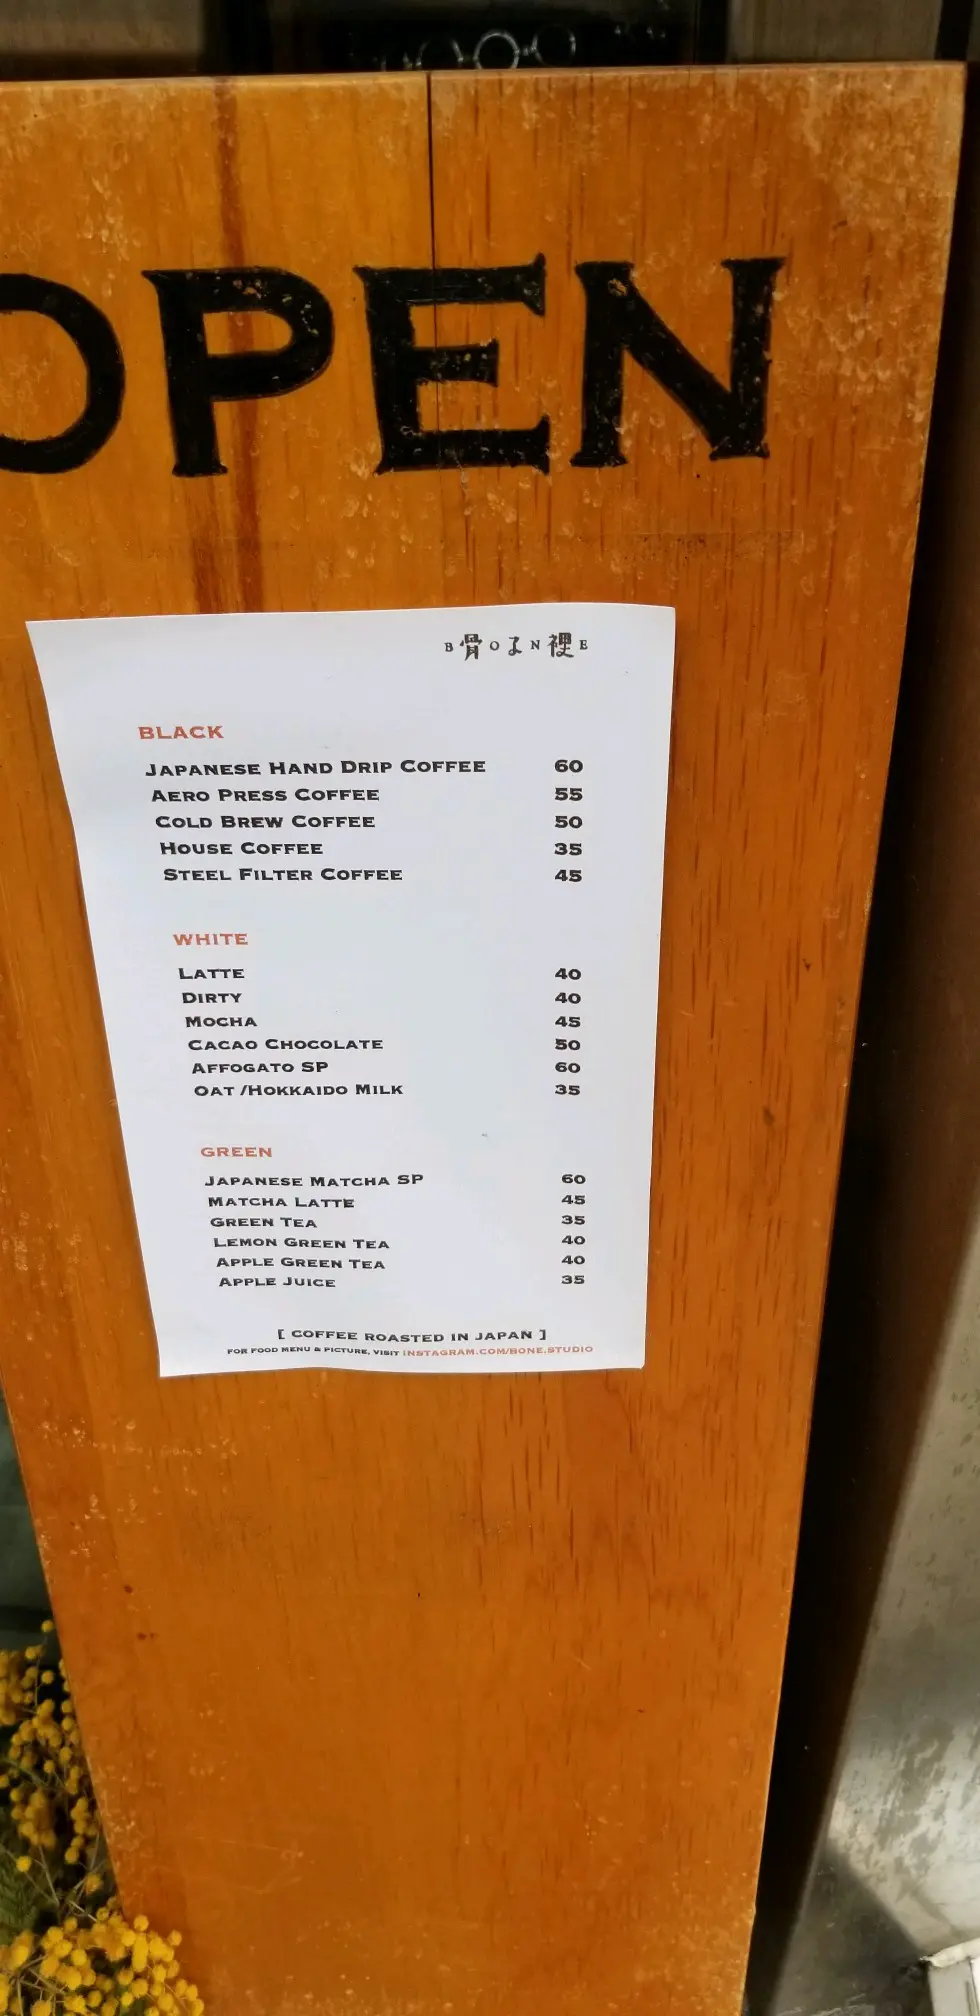 OPEN
B骨O子N裡E
BLACK
JAPANESE HAND DRIP COFFEE 60
AERO PRESS COFFEE 55
COLD BREW COFFEE 50
HOUSE COFFEE 35
STEEL FILTER COFFEE 45
WHITE
LATTE 40
DIRTY 40
MOCHA 45
CACAO CHOCOLATE 50
AFFOGATO SP 60
OAT /HOKKAIDO MILK 35
GREEN
JAPANESE MATCHA SP 60
MATCHA LATTE 45
GREEN TEA 35
LEMON GREEN TEA 40
APPLE GREEN TEA 40
APPLE JUICE 35
[ COFFEE ROASTED IN JAPAN ]
FOR FOOD MENU & PICTURE, VISIT INSTAGRAM.COM/BONE.STUDIO